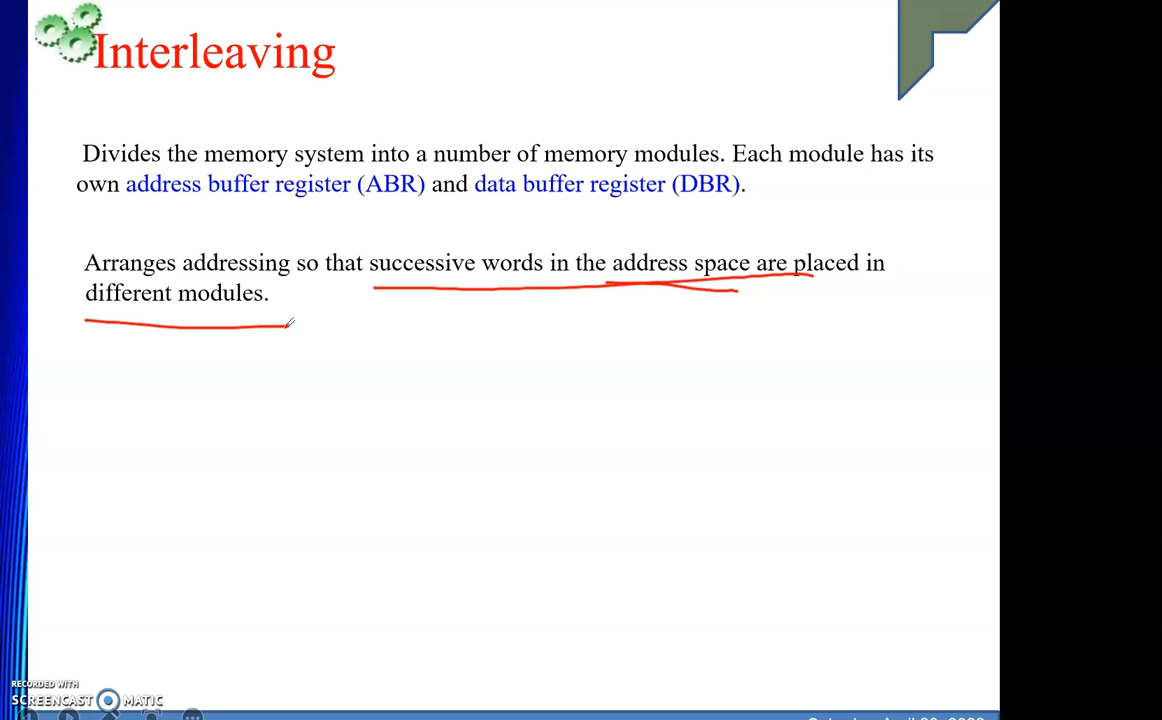 Interleaving
Divides the memory system into a number of memory modules. Each module has its
own address buffer register (ABR) and data buffer register (DBR).
Arranges addressing so that successive words in the address space are placed in
different modules.
RECORDED WITH
SCREENCAST MATIC